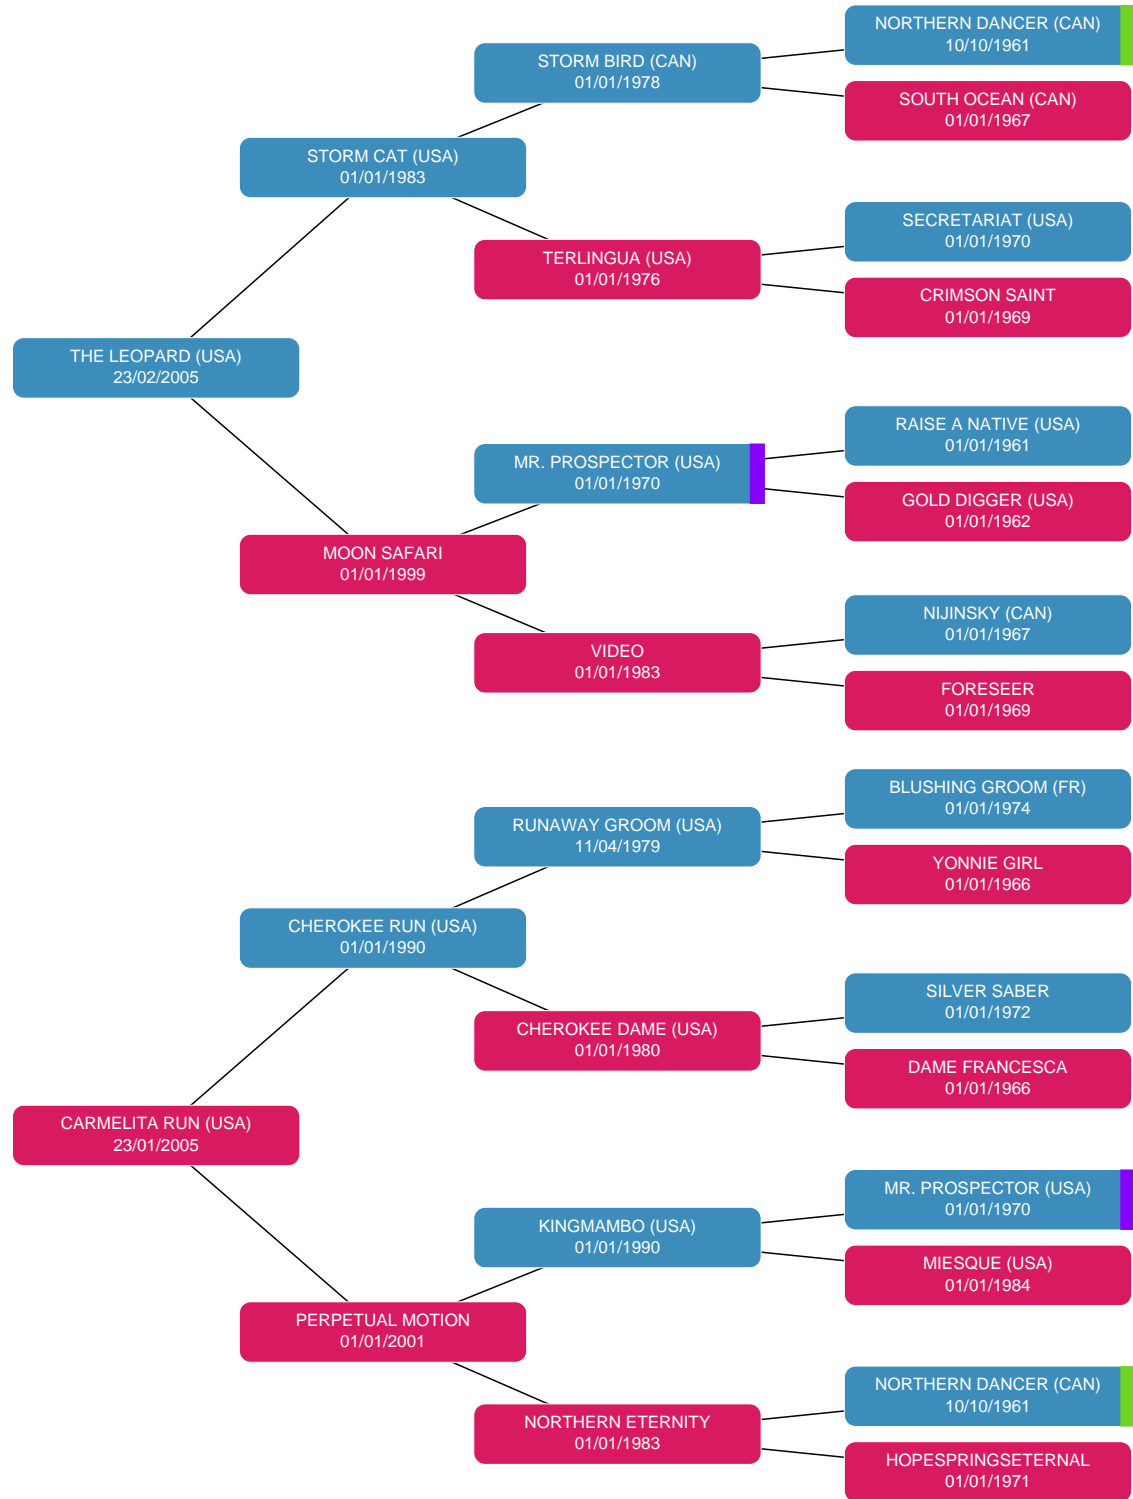 NORTHERN DANCER (CAN)
10/10/1961
STORM BIRD (CAN)
01/01/1978
SOUTH OCEAN (CAN)
01/01/1967
STORM CAT (USA)
01/01/1983
SECRETARIAT (USA)
01/01/1970
TERLINGUA (USA)
01/01/1976
CRIMSON SAINT
01/01/1969
THE LEOPARD (USA)
23/02/2005
RAISE A NATIVE (USA)
01/01/1961
MR. PROSPECTOR (USA)
01/01/1970
GOLD DIGGER (USA)
01/01/1962
MOON SAFARI
01/01/1999
NIJINSKY (CAN)
01/01/1967
VIDEO
01/01/1983
FORESEER
01/01/1969
BLUSHING GROOM (FR)
01/01/1974
RUNAWAY GROOM (USA)
11/04/1979
YONNIE GIRL
01/01/1966
CHEROKEE RUN (USA)
01/01/1990
SILVER SABER
01/01/1972
CHEROKEE DAME (USA)
01/01/1980
DAME FRANCESCA
01/01/1966
CARMELITA RUN (USA)
23/01/2005
MR. PROSPECTOR (USA)
01/01/1970
KINGMAMBO (USA)
01/01/1990
MIESQUE (USA)
01/01/1984
PERPETUAL MOTION
01/01/2001
NORTHERN DANCER (CAN)
10/10/1961
NORTHERN ETERNITY
01/01/1983
HOPESPRINGSETERNAL
01/01/1971